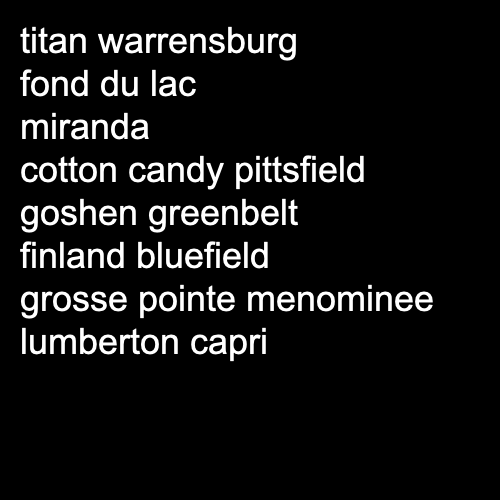 titan warrensburg
fond du lac
miranda
cotton candy pittsfield
goshen greenbelt
finland bluefield
grosse pointe menominee
lumberton capri